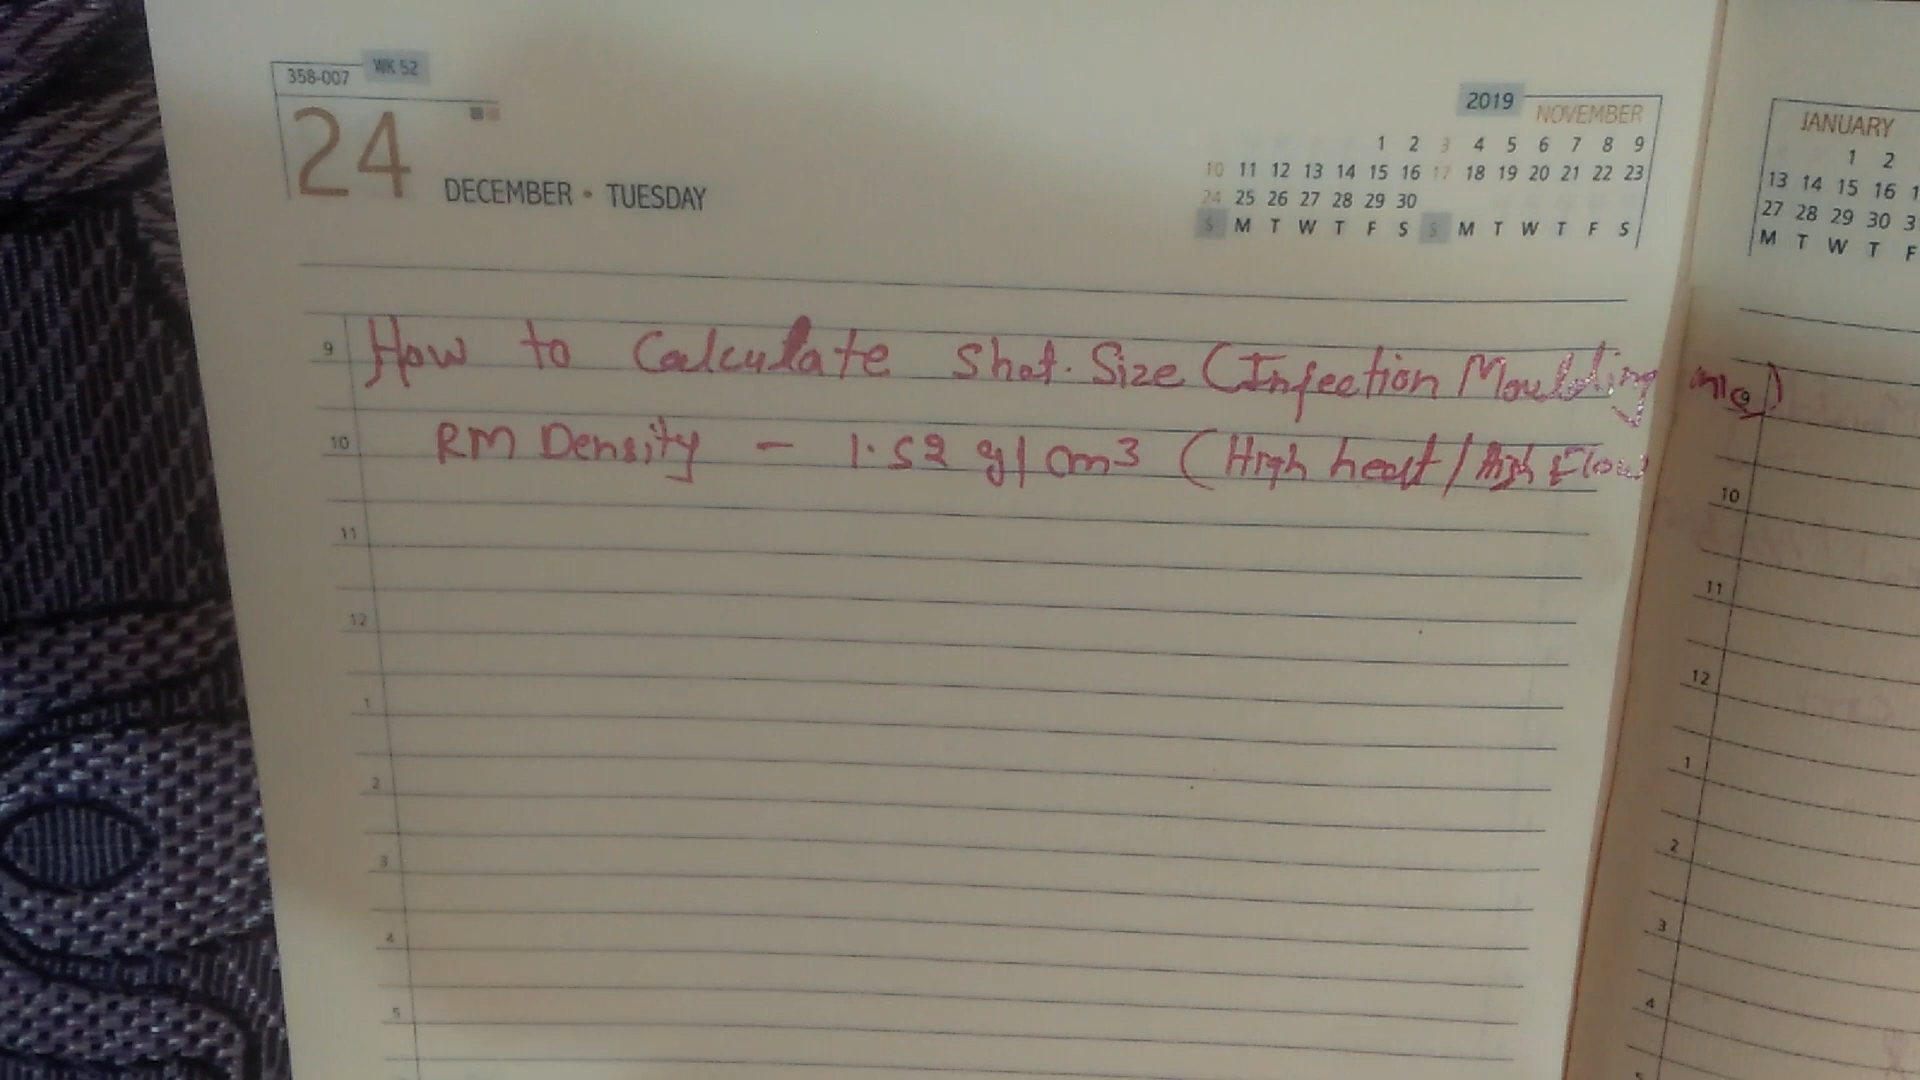 358-007 WK 52
24 DECEMBER • TUESDAY
2019 NOVEMBER
1 2 3 4 5 6 7 8 9
10 11 12 13 14 15 16 17 18 19 20 21 22 23
24 25 26 27 28 29 30
S M T W T F S S M T W T F S
9 How to Calculate Shot. Size (Injection Moulding m/c)
10 RM Density - 1.52 g/cm3 (High heat/High Flow
11
12
1
2
3
4
5
JANUARY
1 2
13 14 15 16
27 28 29 30
M T W T F
10
11
12
1
2
3
4
5